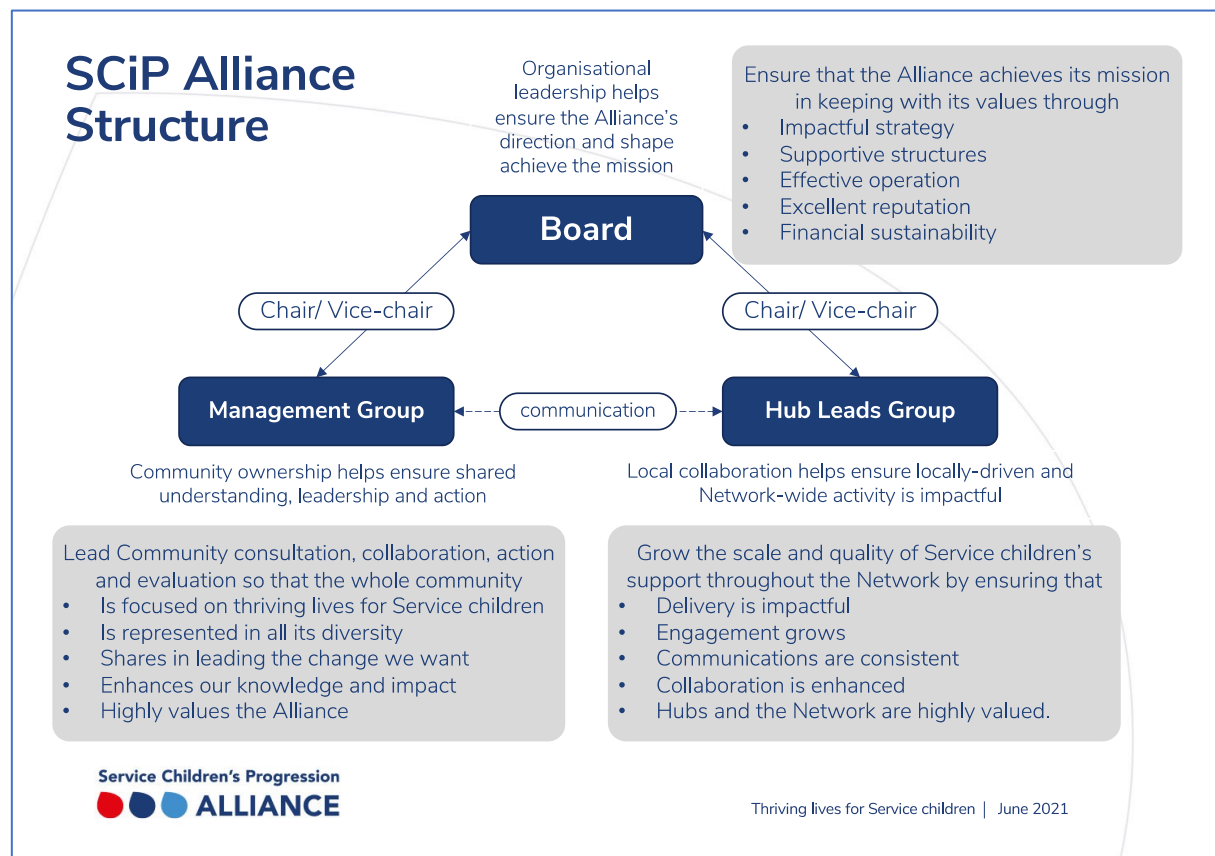 SCiP Alliance
Structure
Organisational
leadership helps
ensure the Alliance's
direction and shape
achieve the mission
Ensure that the Alliance achieves its mission
in keeping with its values through
• Impactful strategy
• Supportive structures
• Effective operation
• Excellent reputation
• Financial sustainability
Board
Chair/ Vice-chair
Chair/ Vice-chair
Management Group
communication
Hub Leads Group
Community ownership helps ensure shared
understanding, leadership and action
Local collaboration helps ensure locally-driven and
Network-wide activity is impactful
Lead Community consultation, collaboration, action
and evaluation so that the whole community
• Is focused on thriving lives for Service children
• Is represented in all its diversity
• Shares in leading the change we want
• Enhances our knowledge and impact
• Highly values the Alliance
Grow the scale and quality of Service children's
support throughout the Network by ensuring that
• Delivery is impactful
• Engagement grows
• Communications are consistent
• Collaboration is enhanced
• Hubs and the Network are highly valued.
Service Children's Progression
ALLIANCE
Thriving lives for Service children | June 2021